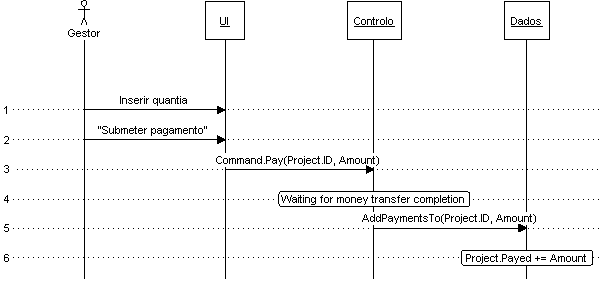 Gestor
UI
Controlo
Dados
1
Inserir quantia
2
"Submeter pagamento"
3
Command.Pay(Project.ID, Amount)
4
Waiting for money transfer completion
5
AddPaymentsTo(Project.ID, Amount)
6
Project.Payed += Amount